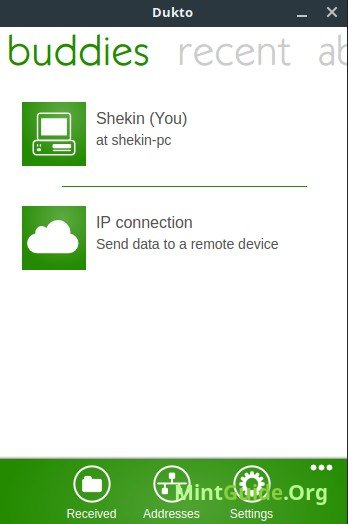 Dukto
buddies recent ab
Shekin (You)
at shekin-pc
IP connection
Send data to a remote device
MintGuide.Org
Received Addresses Settings